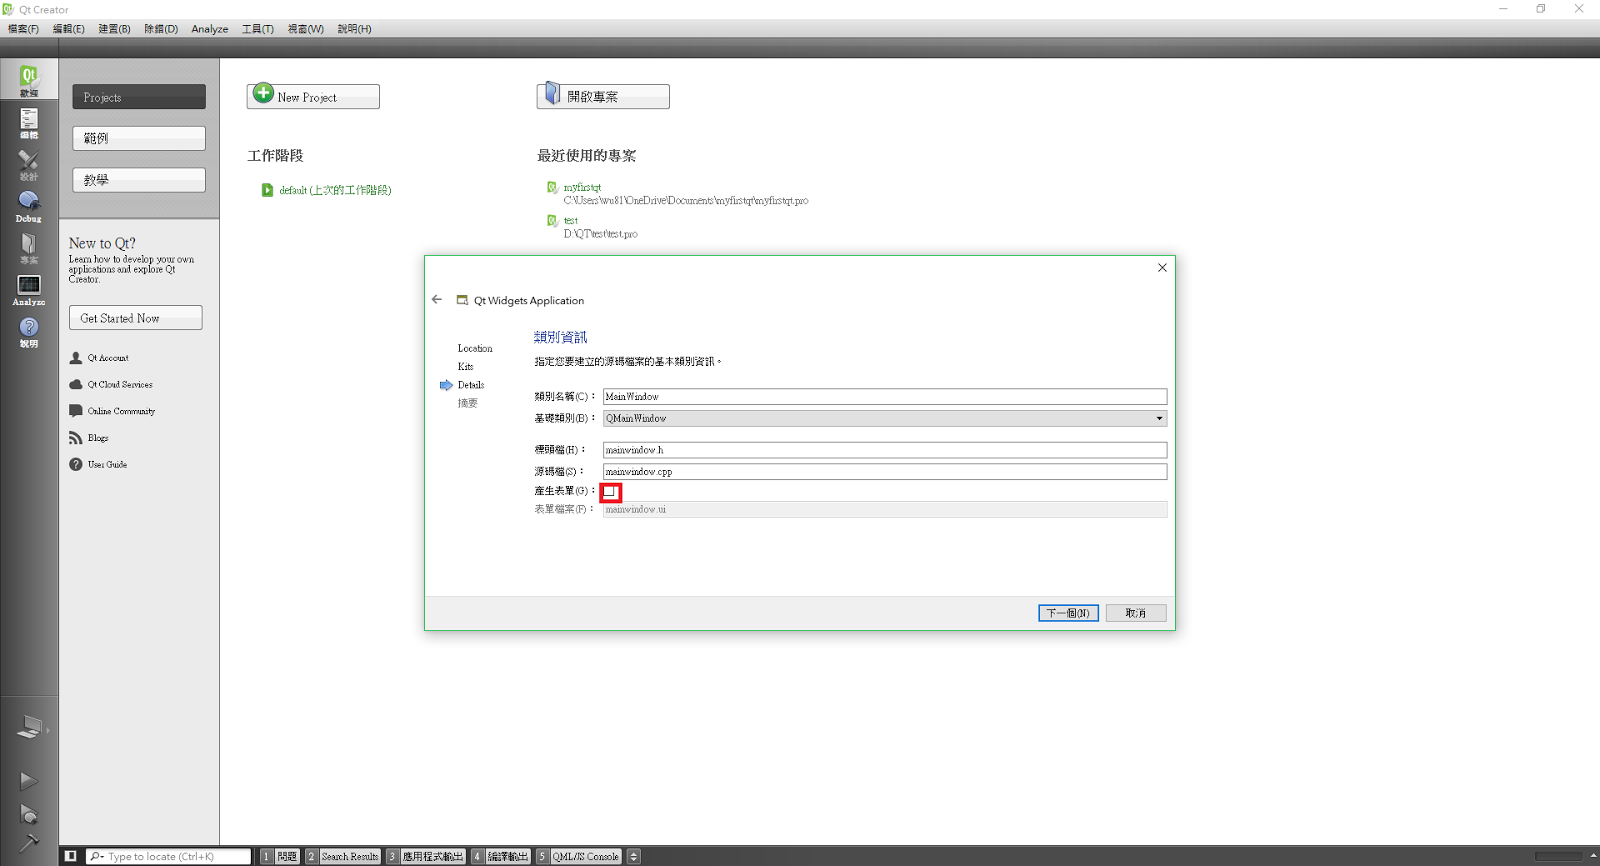 Qt Creator
檔案(F) 編輯(E) 建置(B) 除錯(D) Analyze 工具(T) 視窗(W) 說明(H)
Qt
歡迎
編輯
設計
Debug
專案
Analyze
說明
Projects
範例
教學
New to Qt?
Learn how to develop your own
applications and explore Qt
Creator.
Get Started Now
Qt Account
Qt Cloud Services
Online Community
Blogs
User Guide
New Project
開啟專案
工作階段
default (上次的工作階段)
最近使用的專案
myfirstqt
C:\Users\wu81\OneDrive\Documents\myfirstqt\myfirstqt.pro
test
D:\QT\test\test.pro
Qt Widgets Application
Location
Kits
Details
摘要
類別資訊
指定您要建立的源碼檔案的基本類別資訊。
類別名稱(C)： MainWindow
基礎類別(B)： QMainWindow
標頭檔(H)： mainwindow.h
源碼檔(S)： mainwindow.cpp
產生表單(G)：
表單檔案(F)： mainwindow.ui
下一個(N) 取消
Type to locate (Ctrl+K) 1 問題 2 Search Results 3 應用程式輸出 4 編譯輸出 5 QML/JS Console